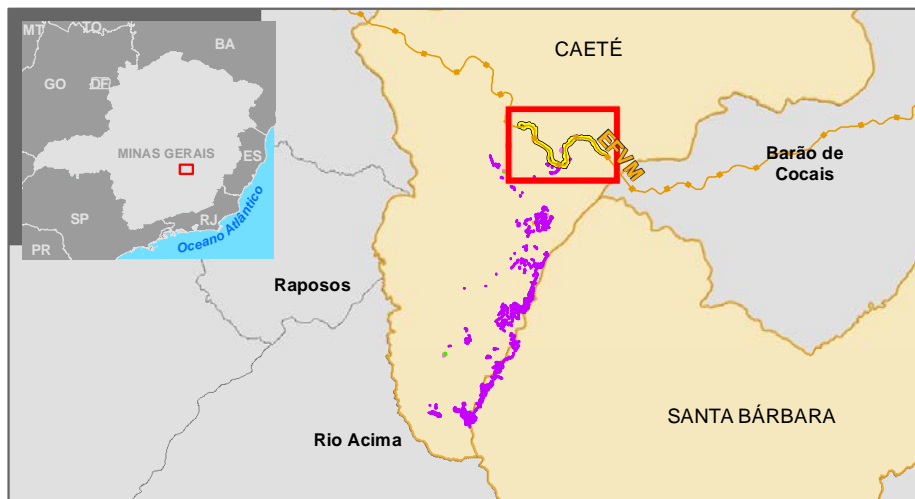 MT
TO
BA
GO
DF
MINAS GERAIS
ES
SP
RJ
PR
Oceano Atlântico
CAETÉ
EFVM
Barão de
Cocais
Raposos
SANTA BÁRBARA
Rio Acima